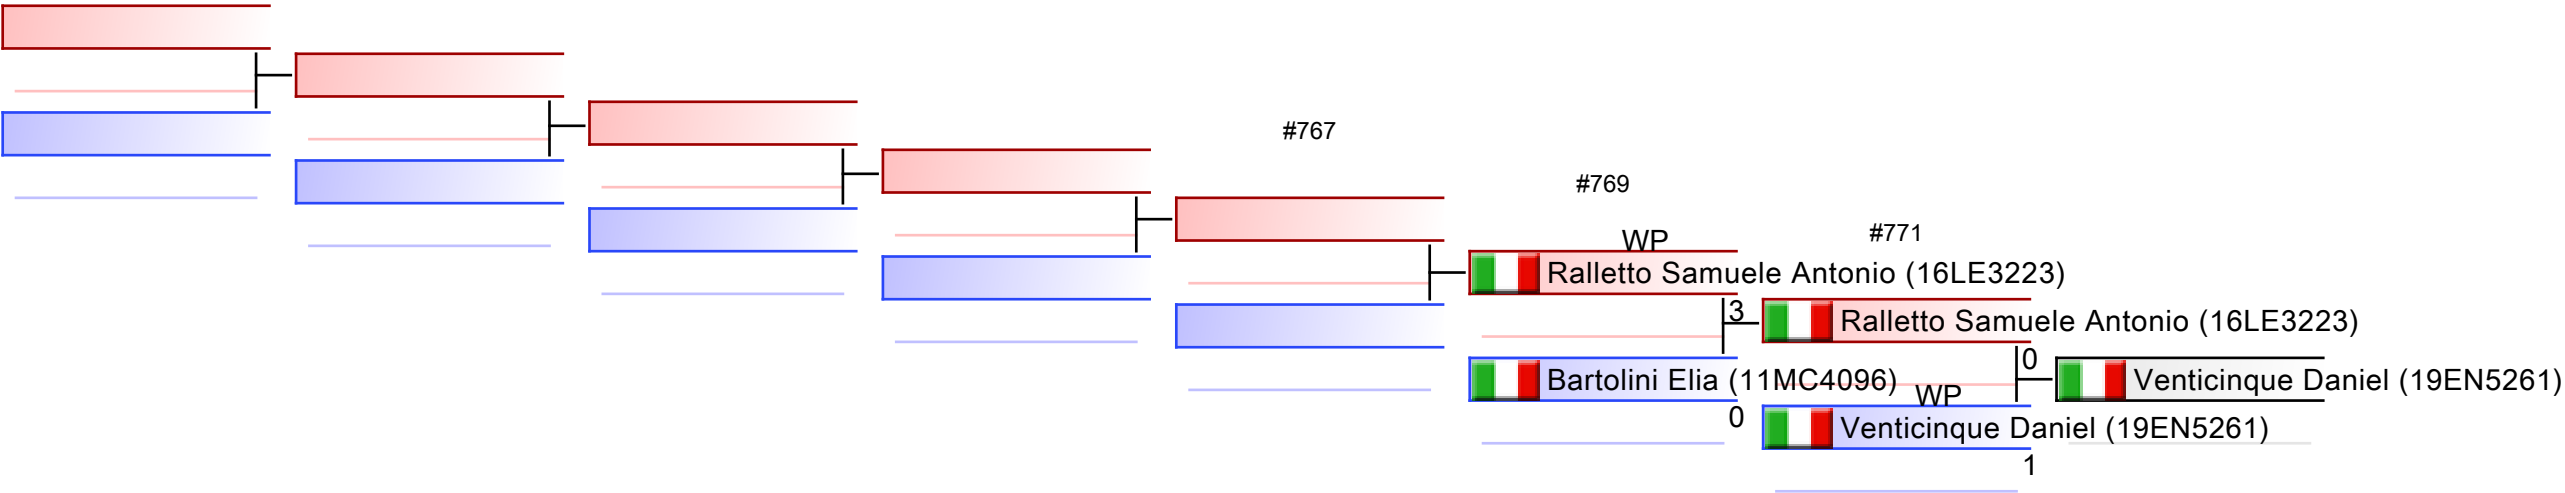 #767
#769
#771
WP
Ralletto Samuele Antonio (16LE3223)
3
Ralletto Samuele Antonio (16LE3223)
0
Bartolini Elia (11MC4096)
Venticinque Daniel (19EN5261)
WP
0
Venticinque Daniel (19EN5261)
1